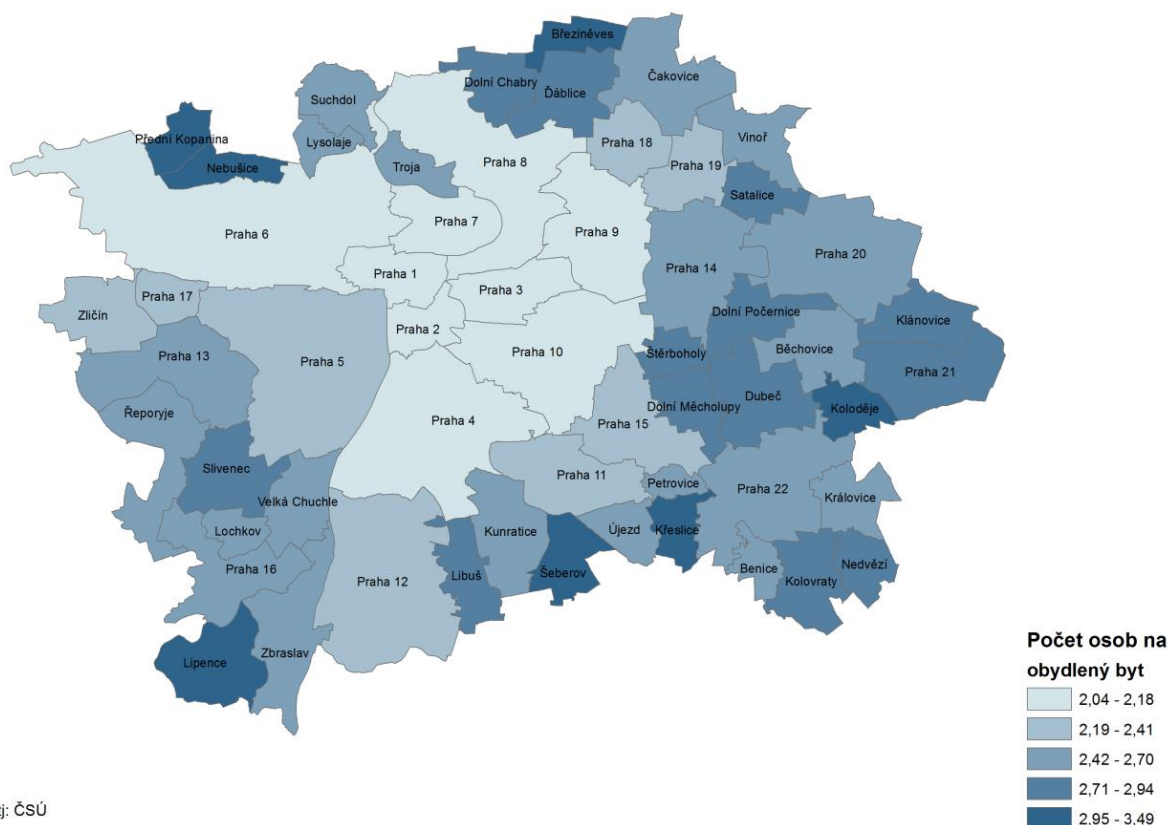 Březiněves
Čakovice
Dolní Chabry
Ďáblice
Suchdol
Vinoř
Přední Kopanina
Lysolaje
Praha 18
Praha 19
Praha 8
Troja
Nebušice
Satalice
Praha 7
Praha 9
Praha 6
Praha 20
Praha 14
Praha 1
Praha 3
Praha 17
Zličín
Dolní Počernice
Klánovice
Praha 2
Praha 10
Běchovice
Štěrboholy
Praha 13
Praha 5
Praha 21
Dubeč
Dolní Měcholupy
Koloděje
Řeporyje
Praha 4
Praha 15
Slivenec
Praha 11
Petrovice
Praha 22
Velká Chuchle
Královice
Lochkov
Kunratice
Újezd
Křeslice
Nedvězí
Praha 16
Benice
Šeberov
Praha 12
Libuš
Kolovraty
Zbraslav
Lipence
Počet osob na
obydlený byt
2,04 - 2,18
2,19 - 2,41
2,42 - 2,70
2,71 - 2,94
2,95 - 3,49
j: ČSÚ